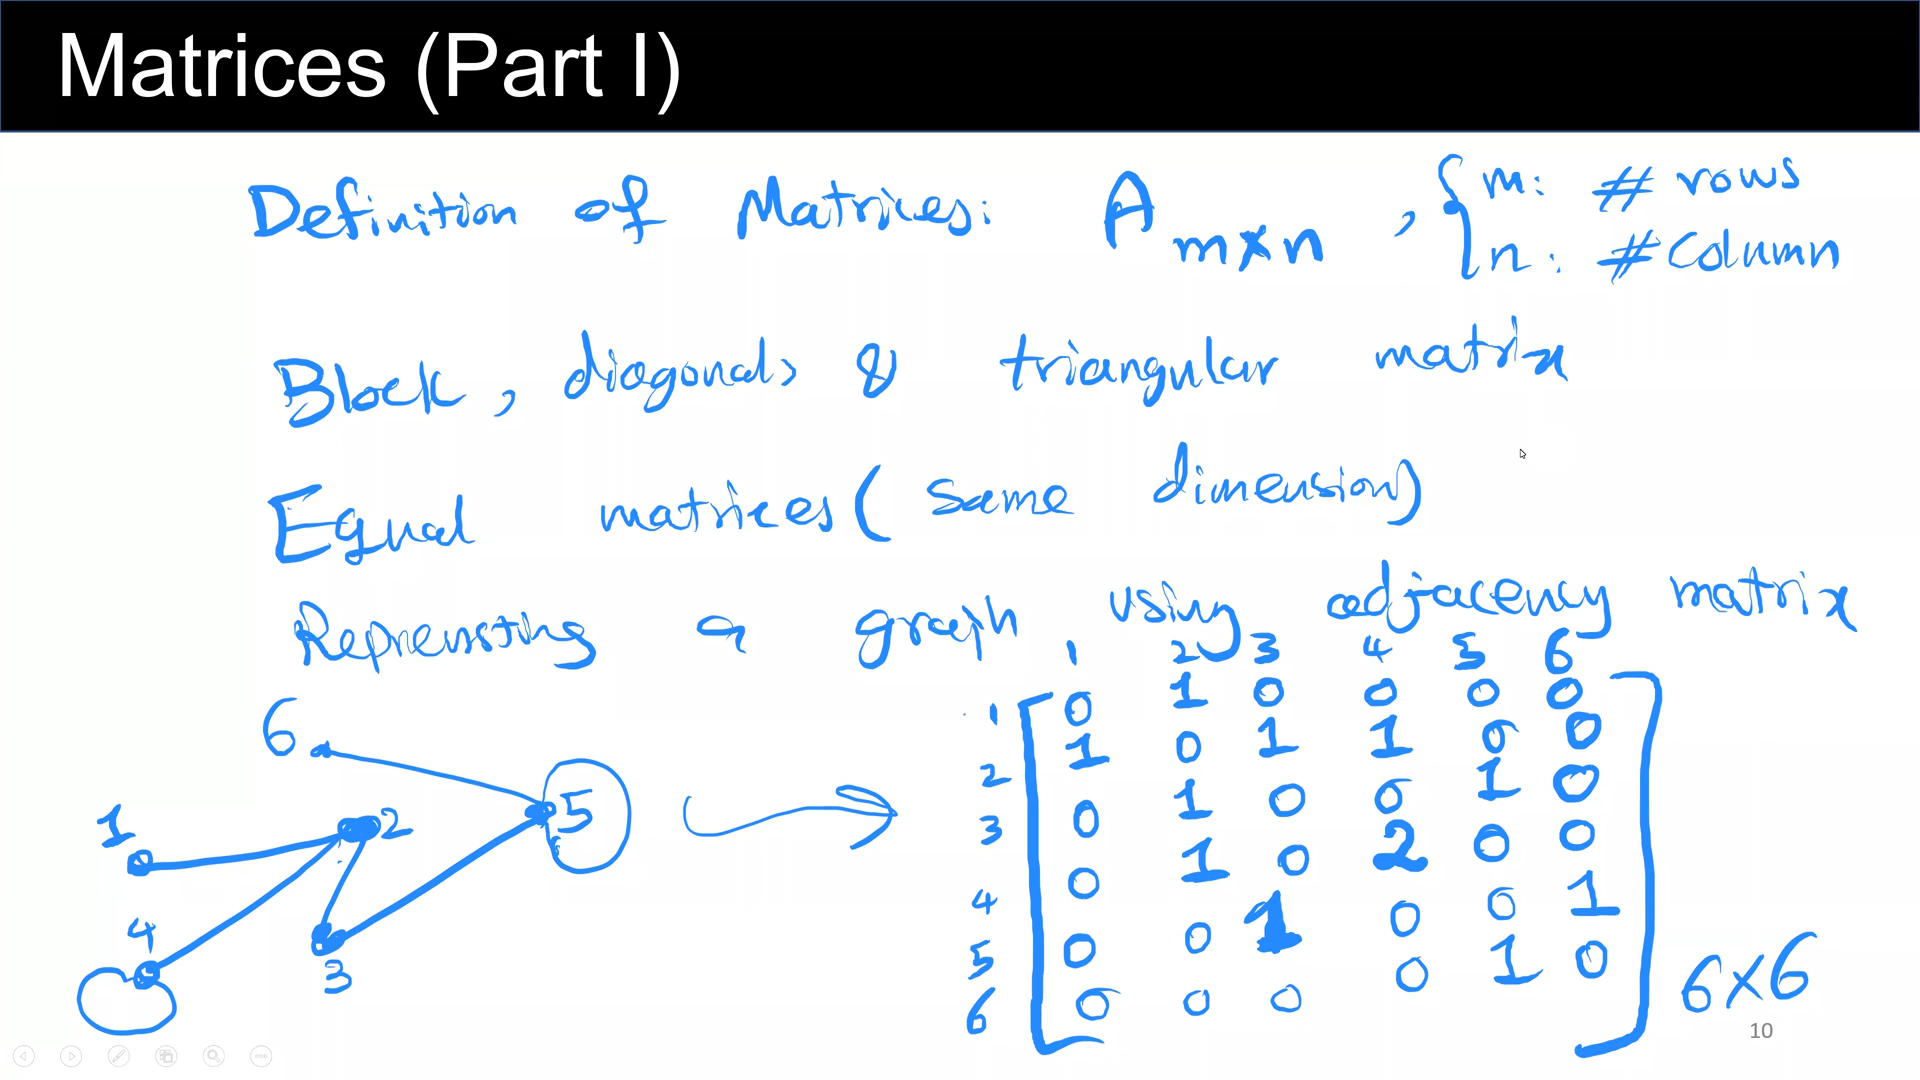 Matrices (Part I)
Definition of Matrices: A m×n , { m: # rows
n: # Column
Block, diagonal, & triangular matrix
Equal matrices (same dimension)
Represnting a graph using adjacency matrix
1 2 3 4 5 6
1 0 1 0 0 0 0
2 1 0 1 1 0 0
3 0 1 0 0 1 0
4 0 1 0 2 0 0
5 0 0 1 0 0 1
6 0 0 0 0 1 0
6×6
6
5
1
2
4
3
10